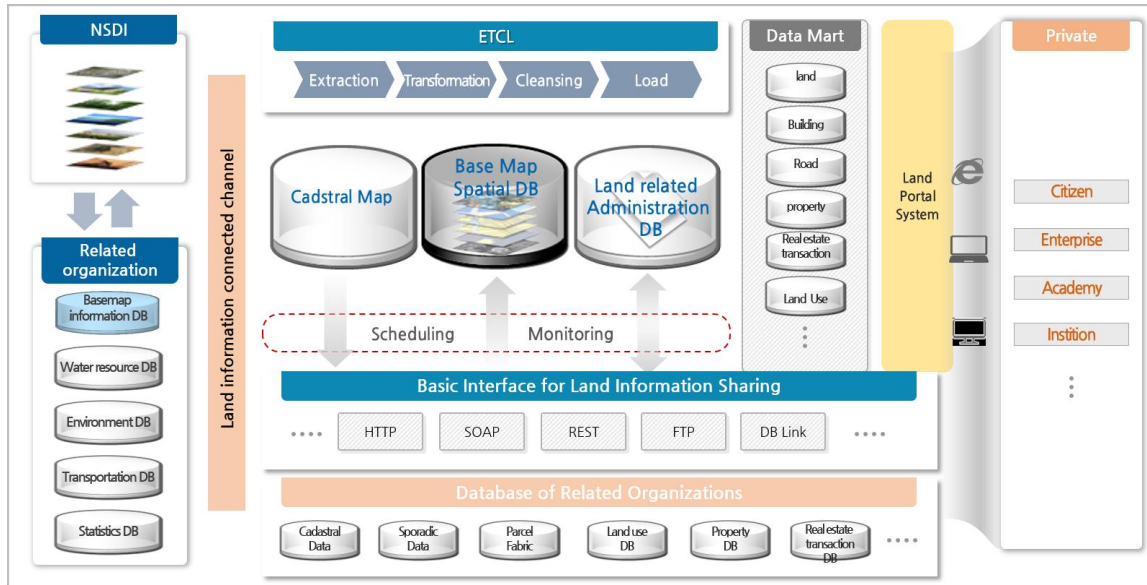 NSDI
Related
organization
Basemap
information DB
Water resource DB
Environment DB
Transportation DB
Statistics DB
Land information connected channel
ETCL
Extraction
Transformation
Cleansing
Load
Cadstral Map
Base Map
Spatial DB
Land related
Administration
DB
Scheduling
Monitoring
Data Mart
land
Building
Road
property
Real estate
transaction
Land Use
Land
Portal
System
Private
Citizen
Enterprise
Academy
Instition
Basic Interface for Land Information Sharing
HTTP
SOAP
REST
FTP
DB Link
Database of Related Organizations
Cadastral
Data
Sporadic
Data
Parcel
Fabric
Land use
DB
Property
DB
Real estate
transaction DB